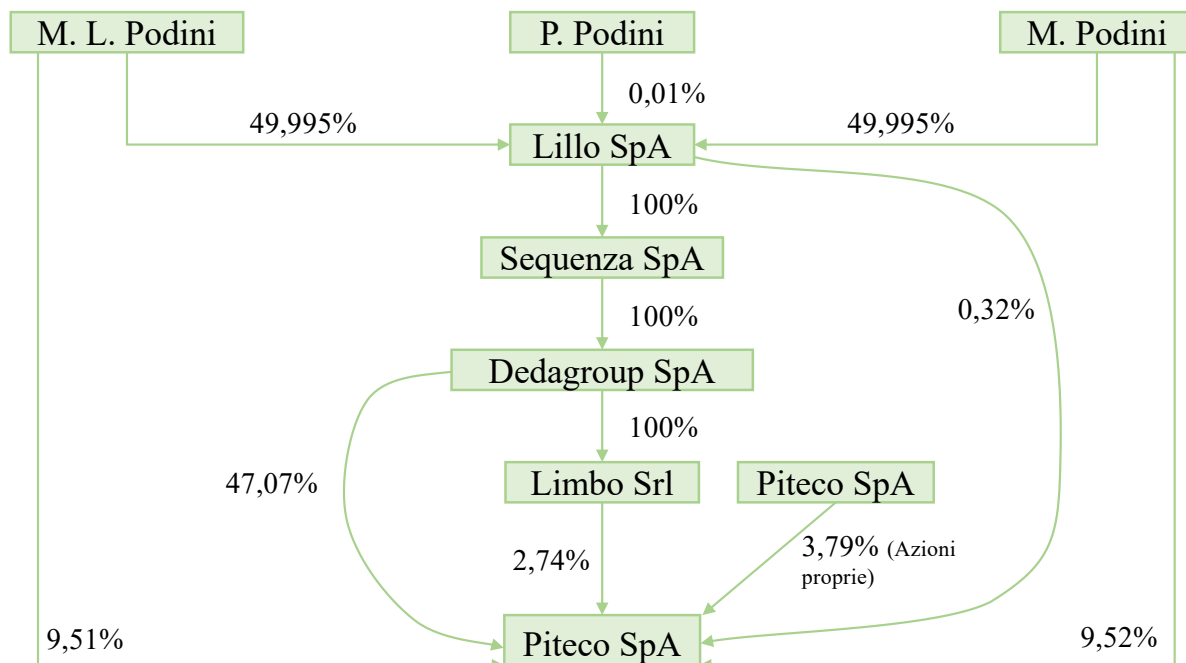 M. L. Podini
P. Podini
M. Podini
0,01%
49,995%
49,995%
Lillo SpA
100%
Sequenza SpA
100%
0,32%
Dedagroup SpA
100%
47,07%
Limbo Srl
Piteco SpA
2,74%
3,79% (Azioni
proprie)
9,51%
Piteco SpA
9,52%